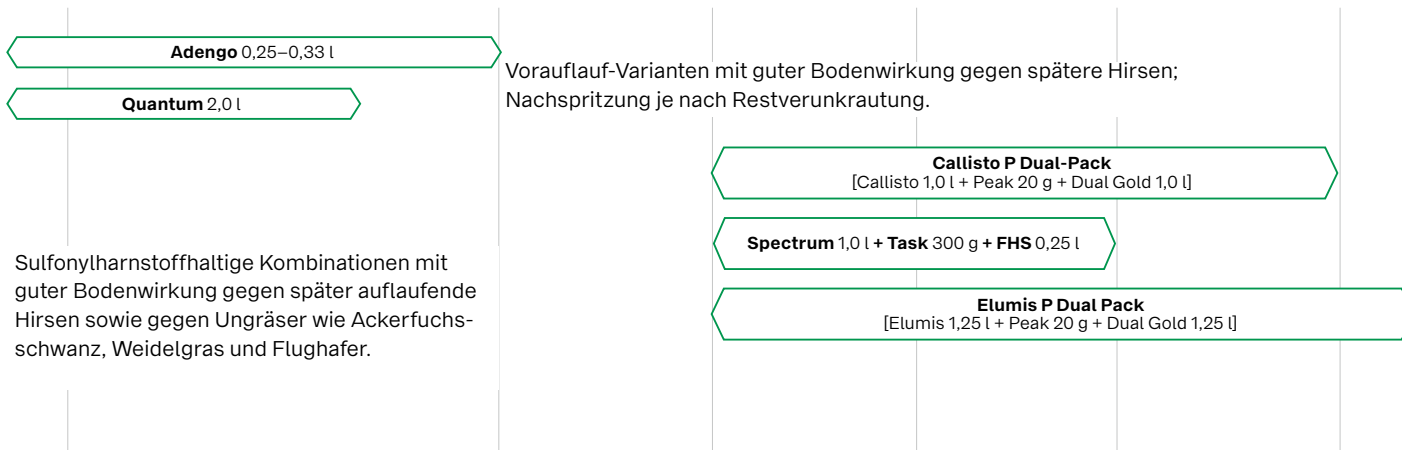 Adengo 0,25–0,33 l
Quantum 2,0 l
Vorauflauf-Varianten mit guter Bodenwirkung gegen spätere Hirsen;
Nachspritzung je nach Restverunkrautung.
Callisto P Dual-Pack
[Callisto 1,0 l + Peak 20 g + Dual Gold 1,0 l]
Spectrum 1,0 l + Task 300 g + FHS 0,25 l
Sulfonylharnstoffhaltige Kombinationen mit
guter Bodenwirkung gegen später auflaufende
Hirsen sowie gegen Ungräser wie Ackerfuchs-
schwanz, Weidelgras und Flughafer.
Elumis P Dual Pack
[Elumis 1,25 l + Peak 20 g + Dual Gold 1,25 l]